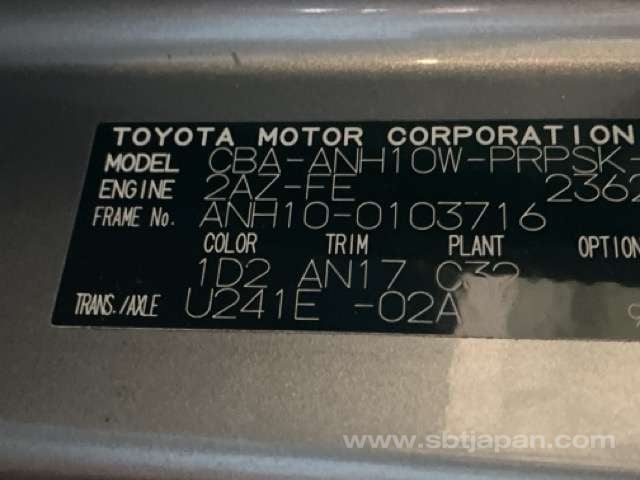 TOYOTA MOTOR CORPORATION
MODEL CBA-ANH10W-PRPSK-
ENGINE 2AZ-FE 2362
FRAME No. ANH10-0103716
COLOR TRIM PLANT OPTION
1D2 AN17 C32
TRANS./AXLE U241E -02A
www.sbtjapan.com